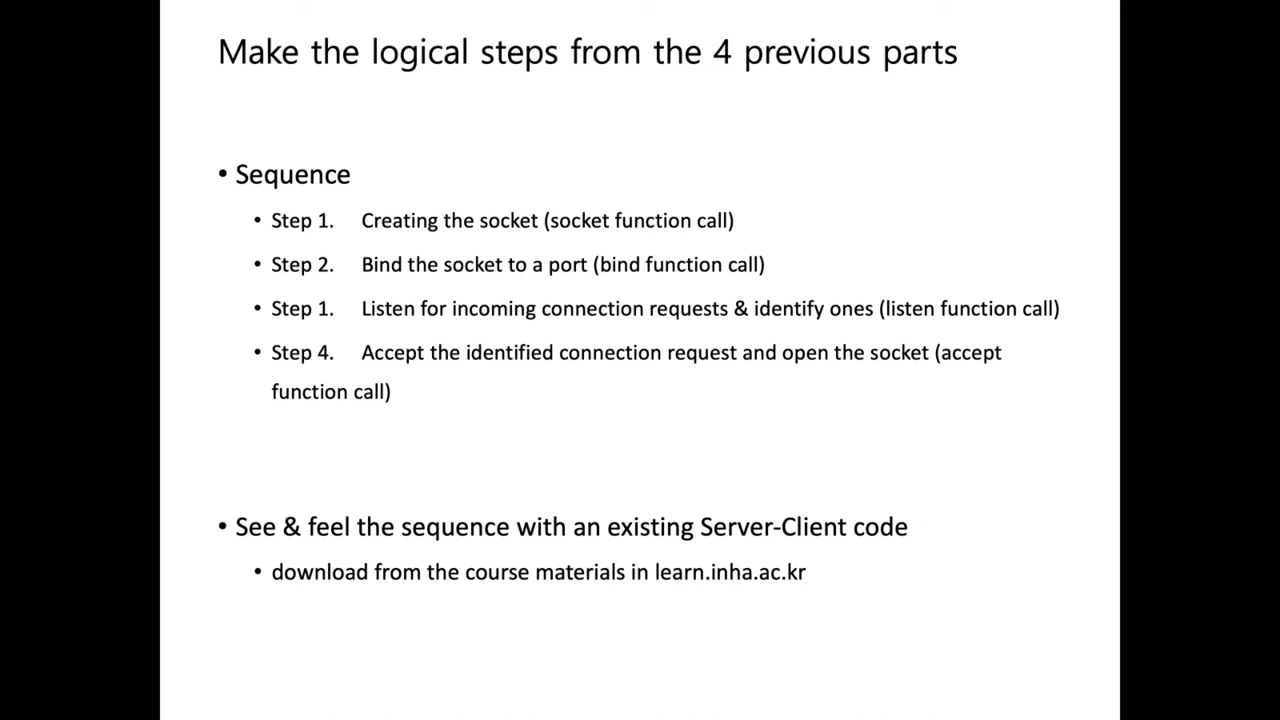 Make the logical steps from the 4 previous parts
• Sequence
• Step 1. Creating the socket (socket function call)
• Step 2. Bind the socket to a port (bind function call)
• Step 1. Listen for incoming connection requests & identify ones (listen function call)
• Step 4. Accept the identified connection request and open the socket (accept
function call)
• See & feel the sequence with an existing Server-Client code
• download from the course materials in learn.inha.ac.kr